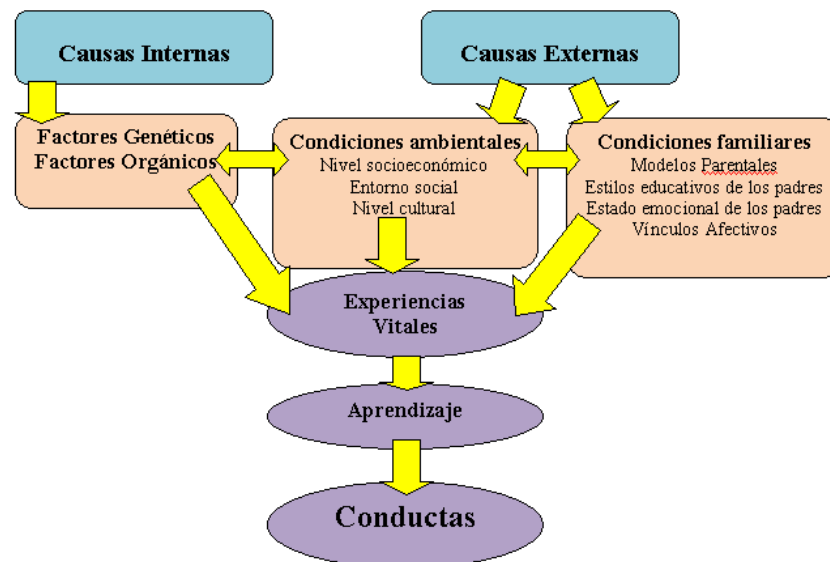 Causas Internas
Causas Externas
Factores Genéticos
Factores Orgánicos
Condiciones ambientales
Nivel socioeconómico
Entorno social
Nivel cultural
Condiciones familiares
Modelos Parentales
Estilos educativos de los padres
Estado emocional de los padres
Vínculos Afectivos
Experiencias
Vitales
Aprendizaje
Conductas